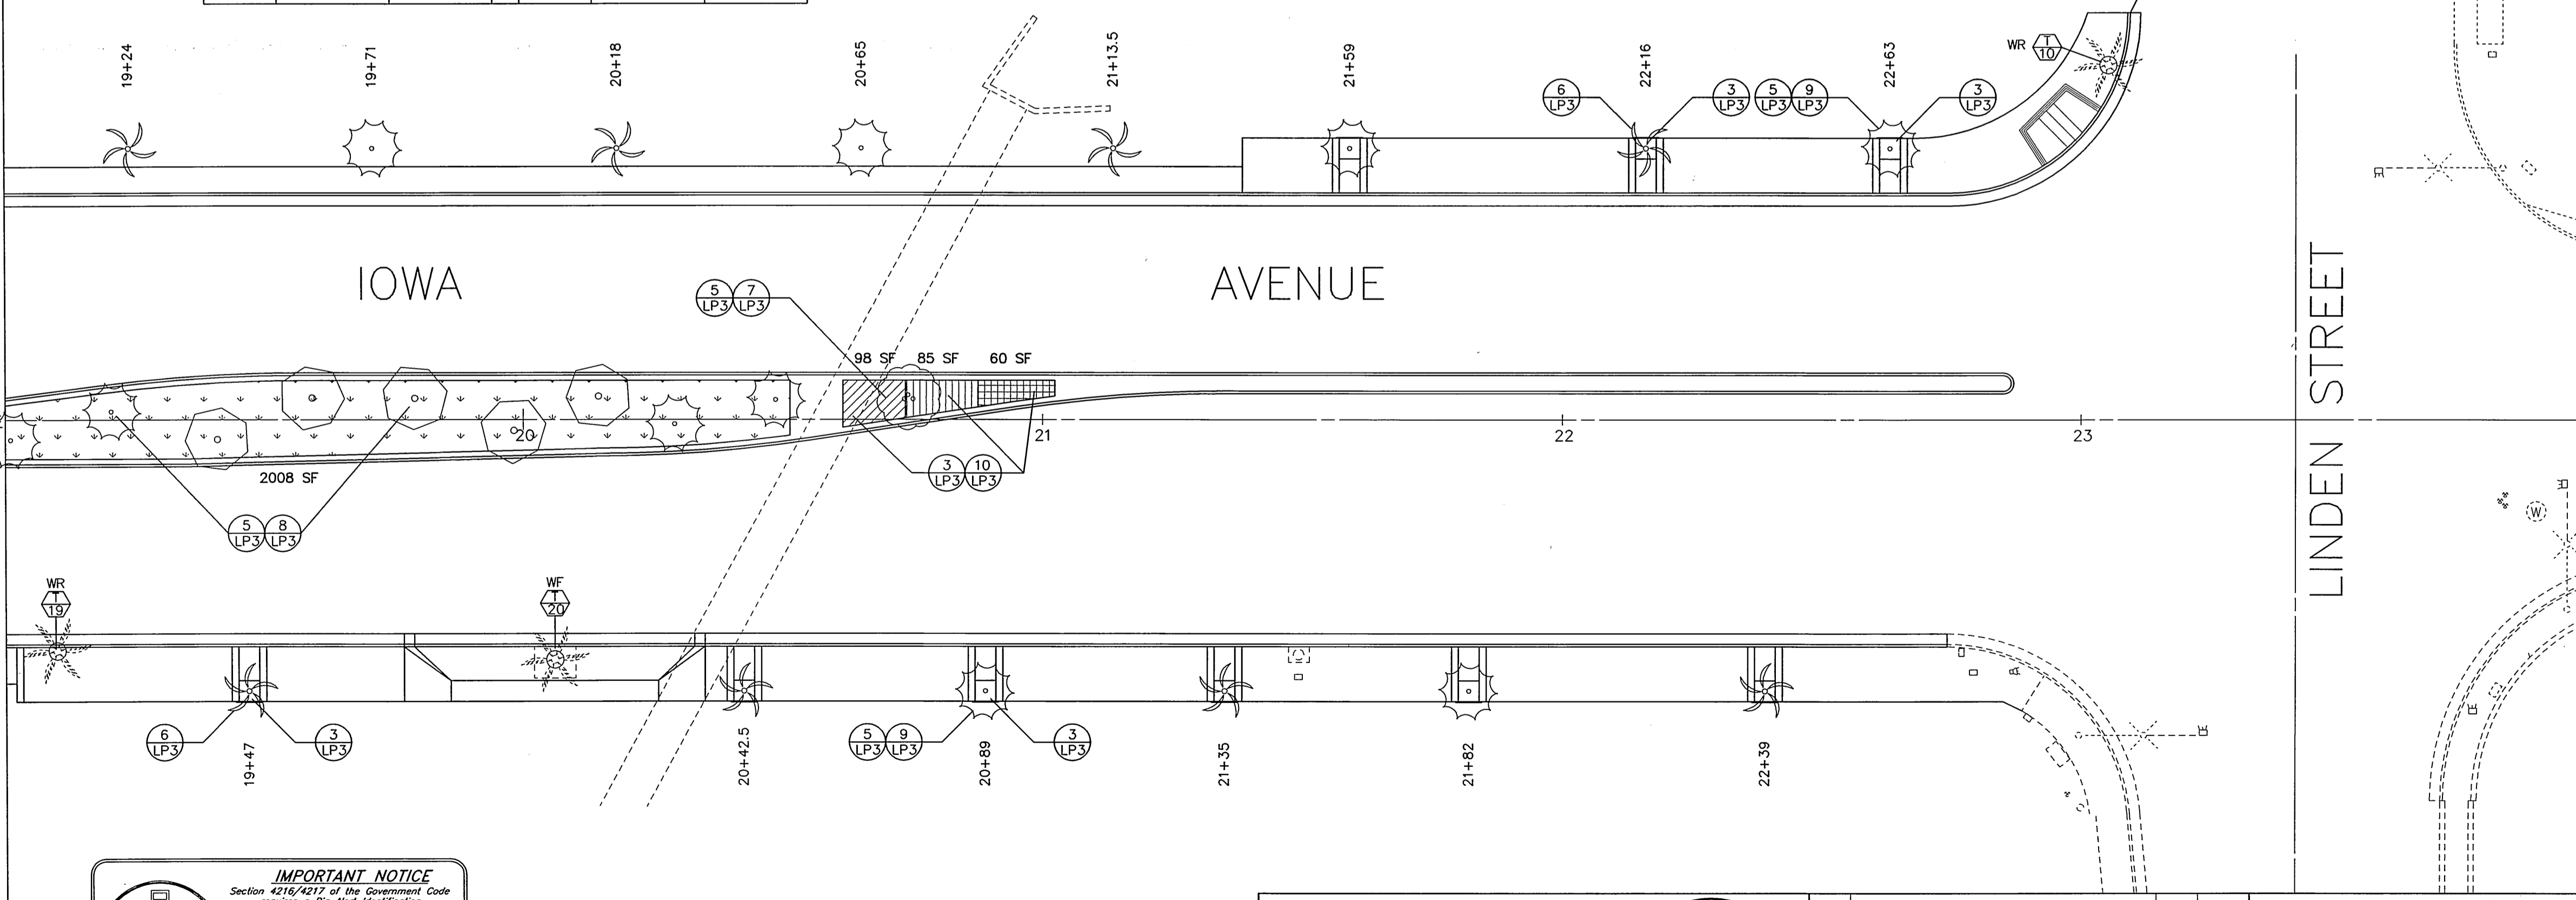 19+24
19+71
20+18
20+65
21+13.5
21+59
22+16
22+63
WR T 10
6 LP3
3 LP3
5 LP3 9 LP3
3 LP3
IOWA AVENUE
LINDEN STREET
5 LP3 7 LP3
98 SF 85 SF 60 SF
20 21 22 23
3 LP3 10 LP3
2008 SF
5 LP3 8 LP3
W
WR T 19
WF T 20
6 LP3
3 LP3
5 LP3 9 LP3
3 LP3
19+47
20+42.5
20+89
21+35
21+82
22+39
IMPORTANT NOTICE
Section 4216/4217 of the Government Code
requires a Dig Alert Identification